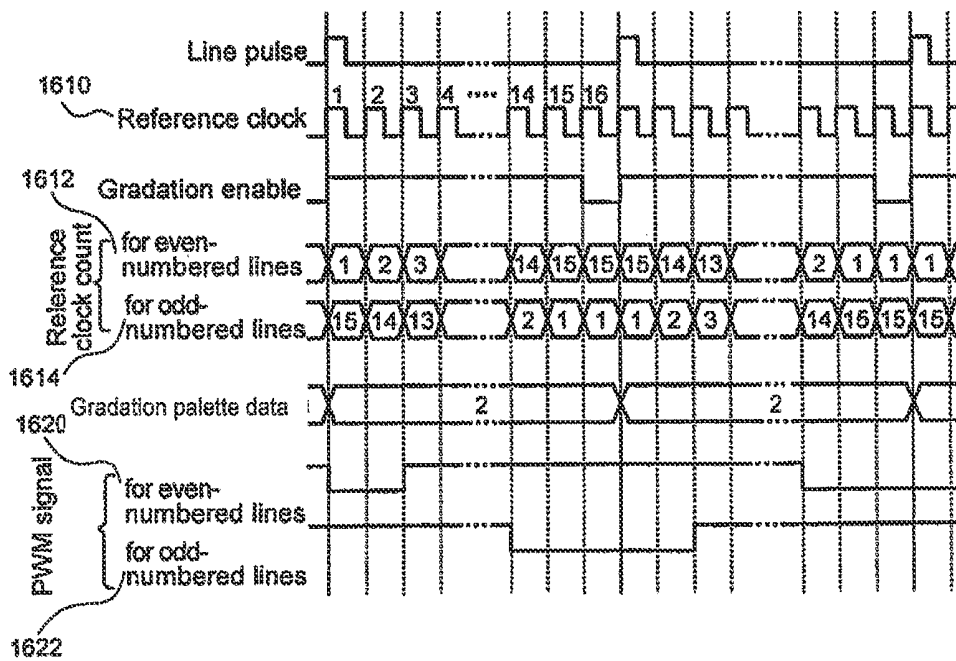 Line pulse
1610
1 2 3 4 14 15 16
Reference clock
1612
Gradation enable
Reference clock count
for even-
numbered lines
1 2 3 14 15 15 15 14 13 2 1 1 1
for odd-
numbered lines
15 14 13 2 1 1 1 2 3 14 15 15 15
1614
Gradation palette data
2 2
1620
PWM signal
for even-
numbered lines
for odd-
numbered lines
1622